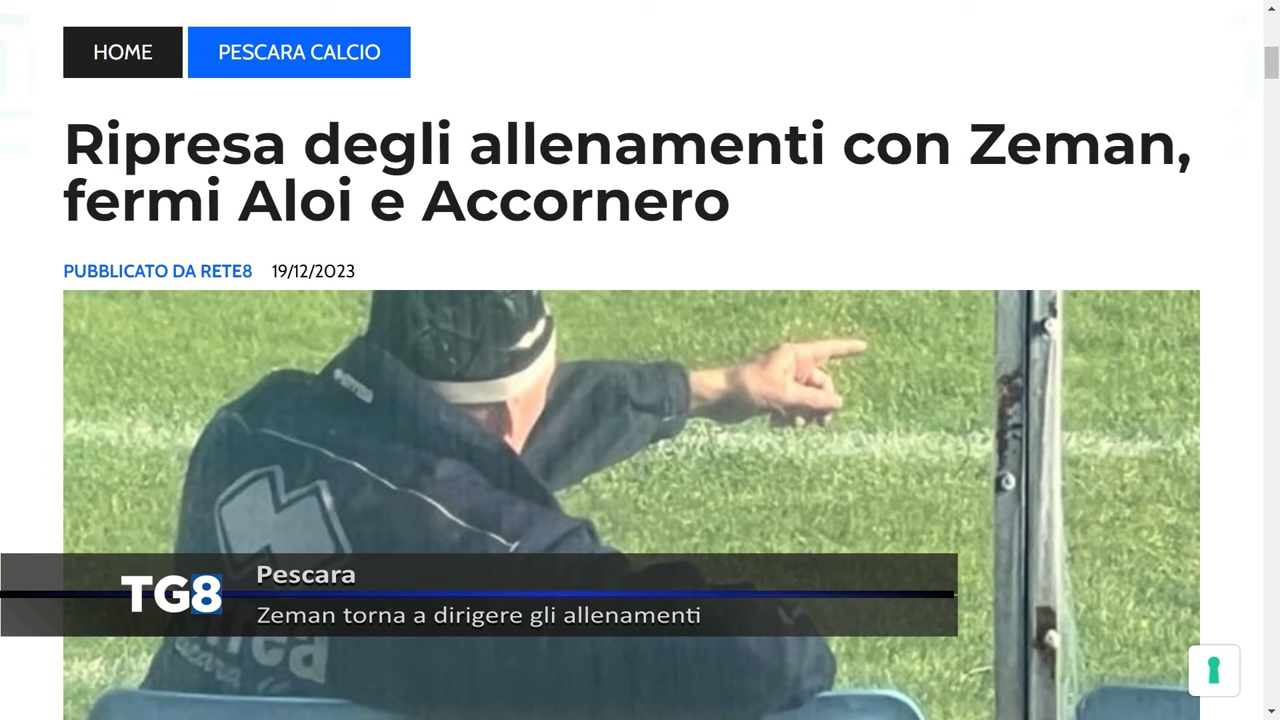 HOME
PESCARA CALCIO
Ripresa degli allenamenti con Zeman,
fermi Aloi e Accornero
PUBBLICATO DA RETE8 19/12/2023
TG8
Pescara
Zeman torna a dirigere gli allenamenti